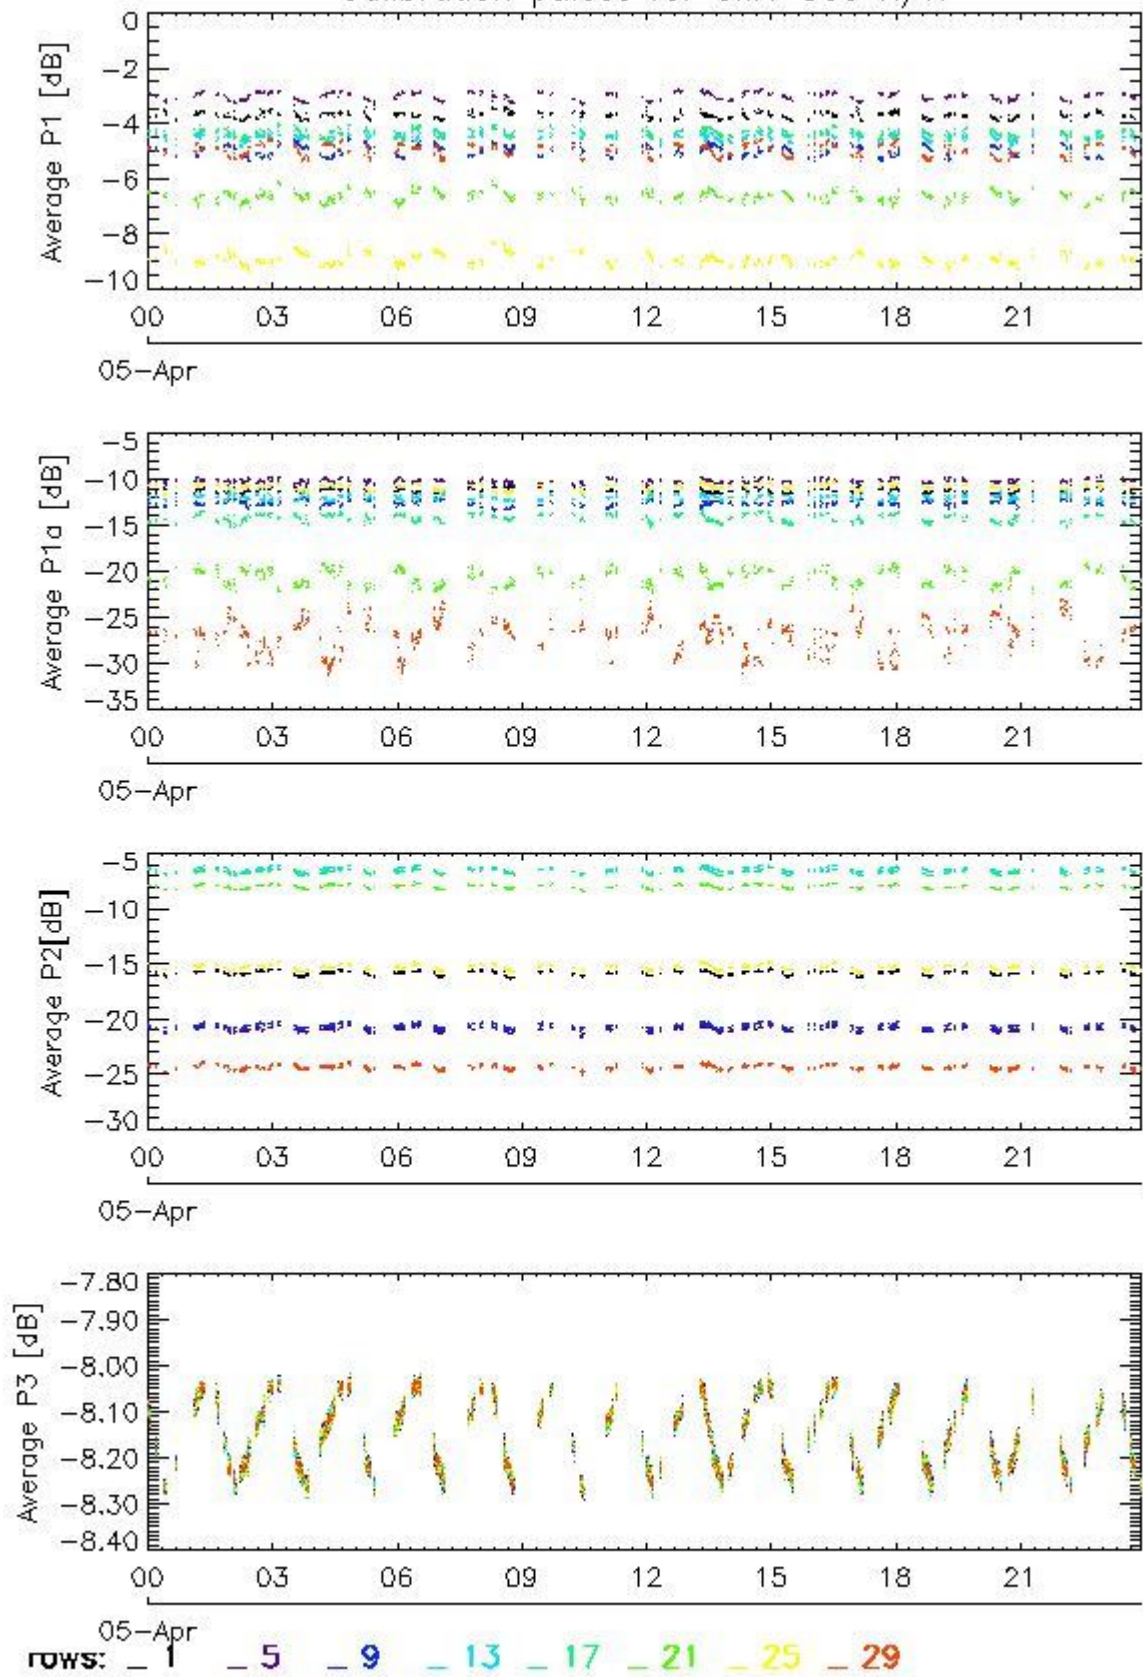 0
-2
-4
-6
-8
-10
Average P1 [dB]
00 03 06 09 12 15 18 21
05-Apr
-5
-10
-15
-20
-25
-30
-35
Average P1a [dB]
00 03 06 09 12 15 18 21
05-Apr
-5
-10
-15
-20
-25
-30
Average P2[dB]
00 03 06 09 12 15 18 21
05-Apr
-7.80
-7.90
-8.00
-8.10
-8.20
-8.30
-8.40
Average P3 [dB]
00 03 06 09 12 15 18 21
05-Apr
rows: _ 1 _ 5 _ 9 _ 13 _ 17 _ 21 _ 25 _ 29